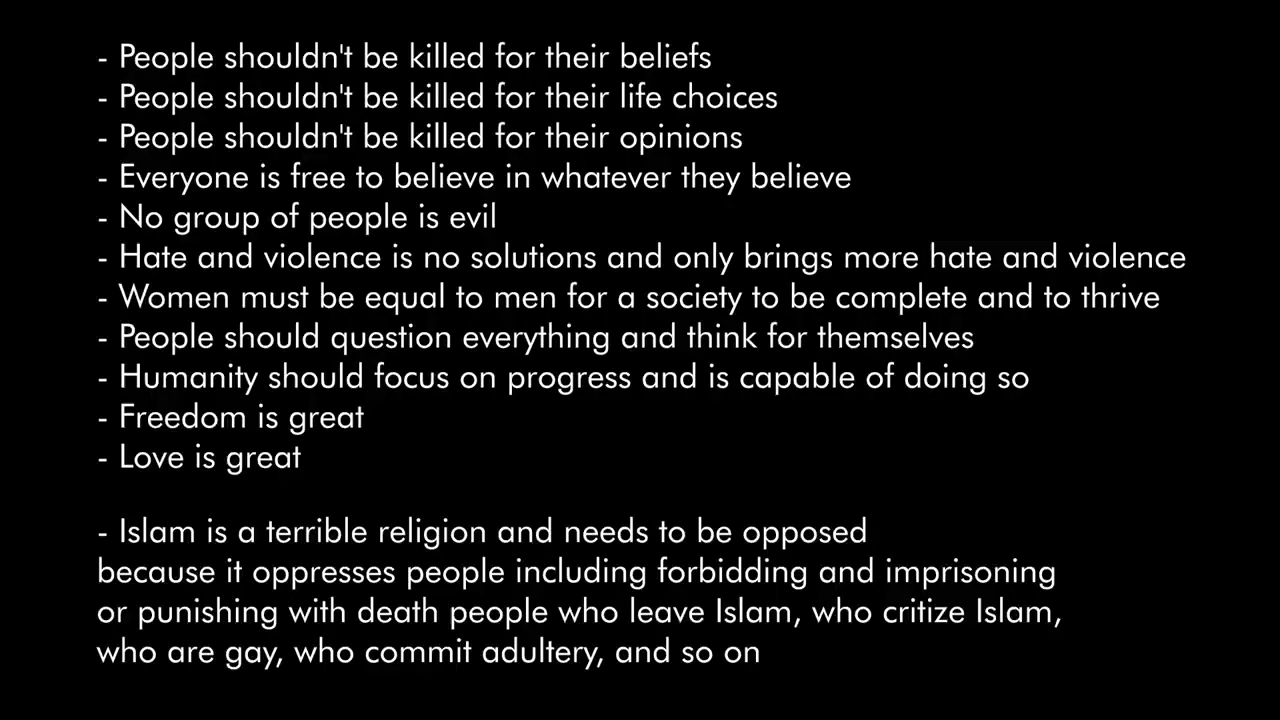 - People shouldn't be killed for their beliefs
- People shouldn't be killed for their life choices
- People shouldn't be killed for their opinions
- Everyone is free to believe in whatever they believe
- No group of people is evil
- Hate and violence is no solutions and only brings more hate and violence
- Women must be equal to men for a society to be complete and to thrive
- People should question everything and think for themselves
- Humanity should focus on progress and is capable of doing so
- Freedom is great
- Love is great
- Islam is a terrible religion and needs to be opposed
because it oppresses people including forbidding and imprisoning
or punishing with death people who leave Islam, who critize Islam,
who are gay, who commit adultery, and so on